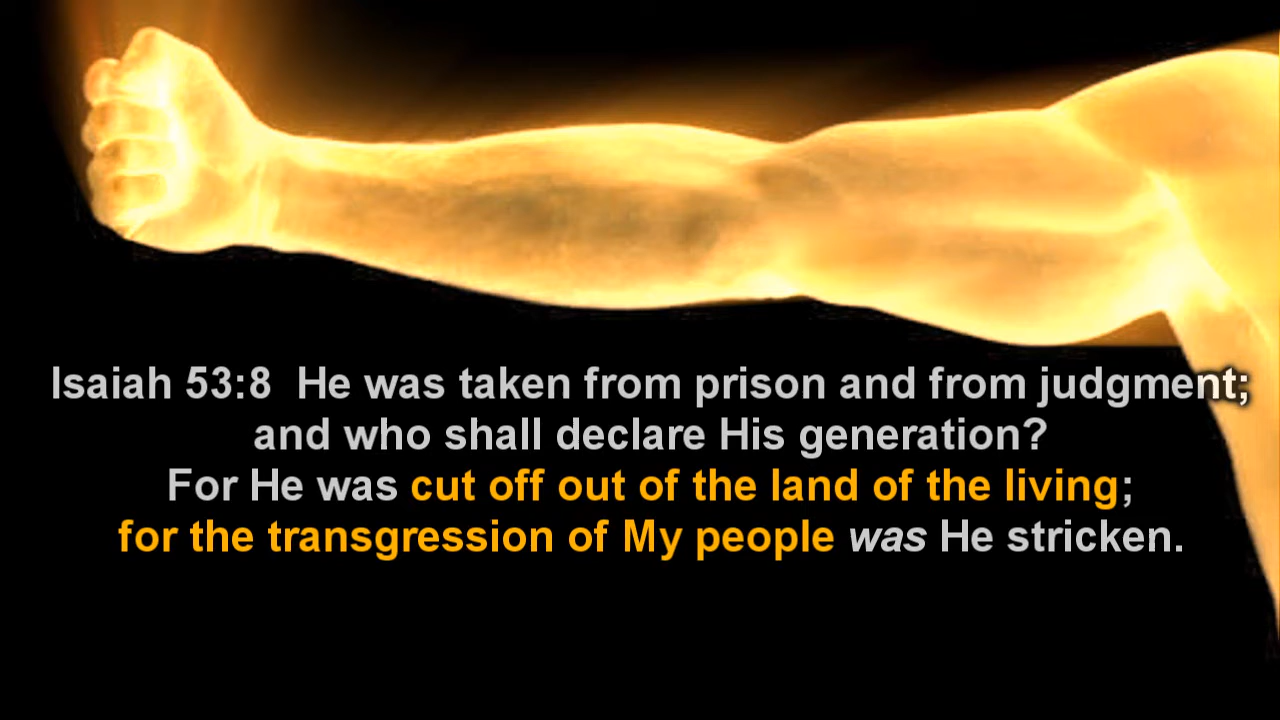 Isaiah 53:8  He was taken from prison and from judgment;
and who shall declare His generation?
For He was cut off out of the land of the living;
for the transgression of My people was He stricken.